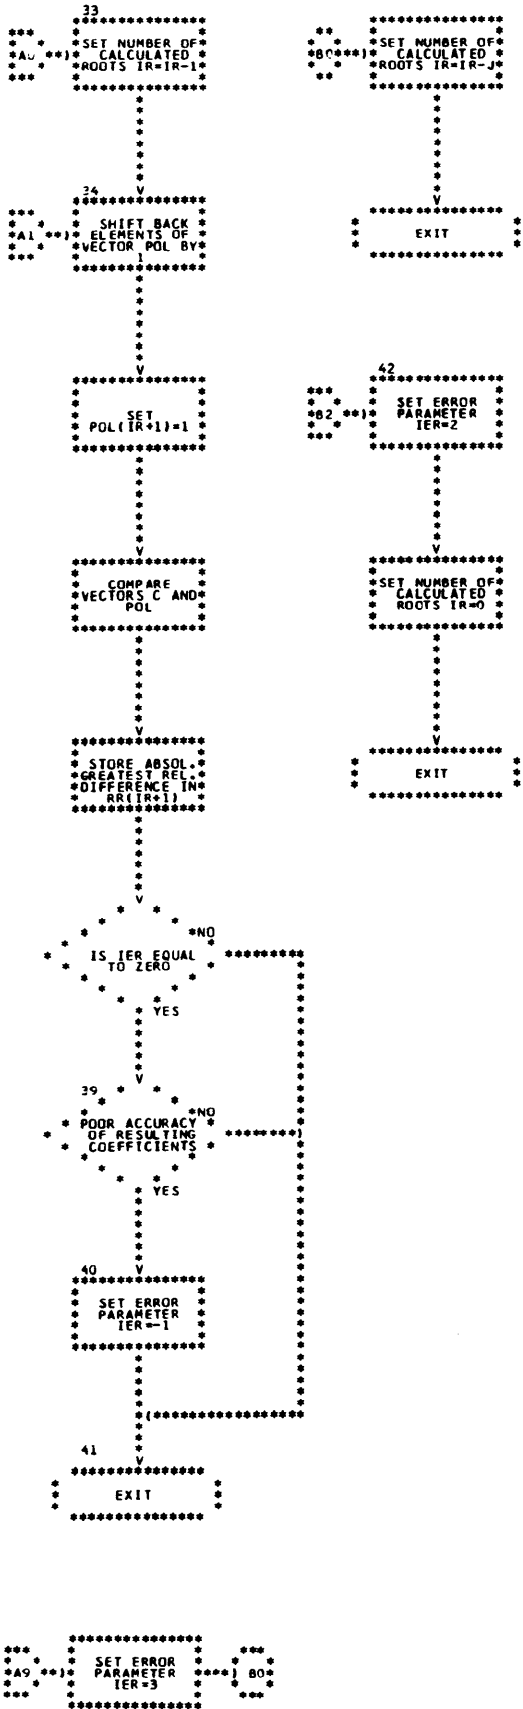 33
A0
SET NUMBER OF
CALCULATED
ROOTS IR=IR-1
34
A1
SHIFT BACK
ELEMENTS OF
VECTOR POL BY
1
SET
POL(IR+1)=1
COMPARE
VECTORS C AND
POL
STORE ABSOL.
GREATEST REL.
DIFFERENCE IN
RR(IR+1)
NO
IS IER EQUAL
TO ZERO
YES
39
NO
POOR ACCURACY
OF RESULTING
COEFFICIENTS
YES
40
SET ERROR
PARAMETER
IER=-1
41
EXIT
A9
SET ERROR
PARAMETER
IER=3
B0
B0
SET NUMBER OF
CALCULATED
ROOTS IR=IR-J
EXIT
42
B2
SET ERROR
PARAMETER
IER=2
SET NUMBER OF
CALCULATED
ROOTS IR=0
EXIT